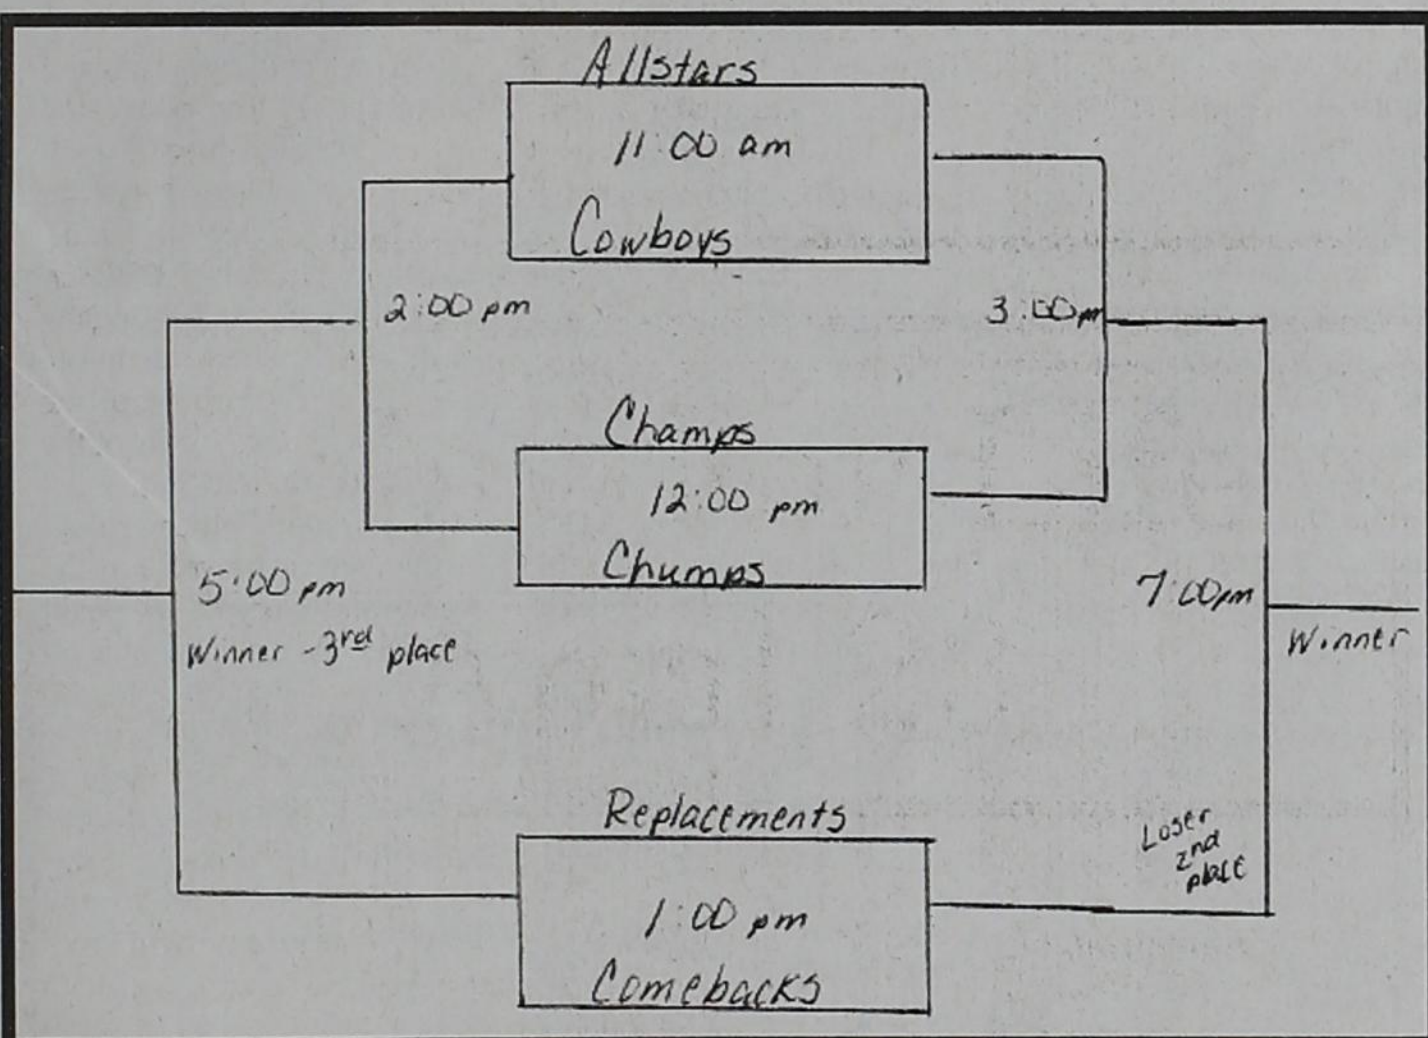 Allstars
11:00 am
Cowboys
2:00 pm
3:00pm
Champs
12:00 pm
Chumps
5:00 pm
Winner - 3rd place
7:00pm
Winner
Replacements
1:00 pm
Comebacks
Loser
2nd
place